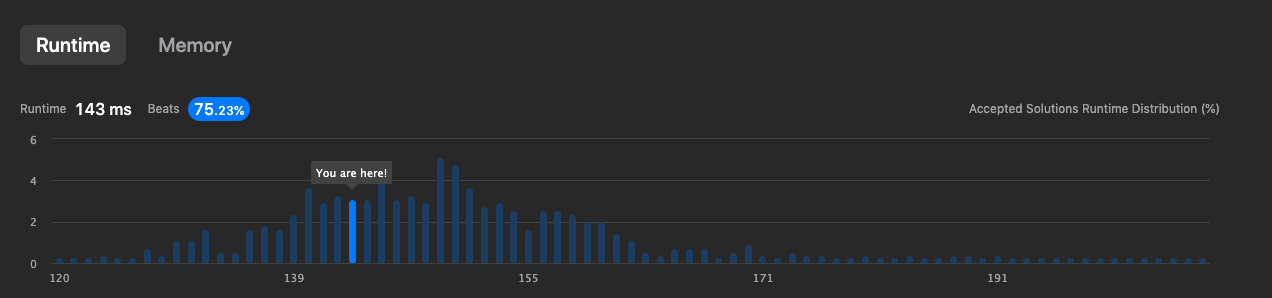 Runtime Memory
Runtime 143 ms Beats 75.23% Accepted Solutions Runtime Distribution (%)
6
You are here!
4
2
0
120 139 155 171 191